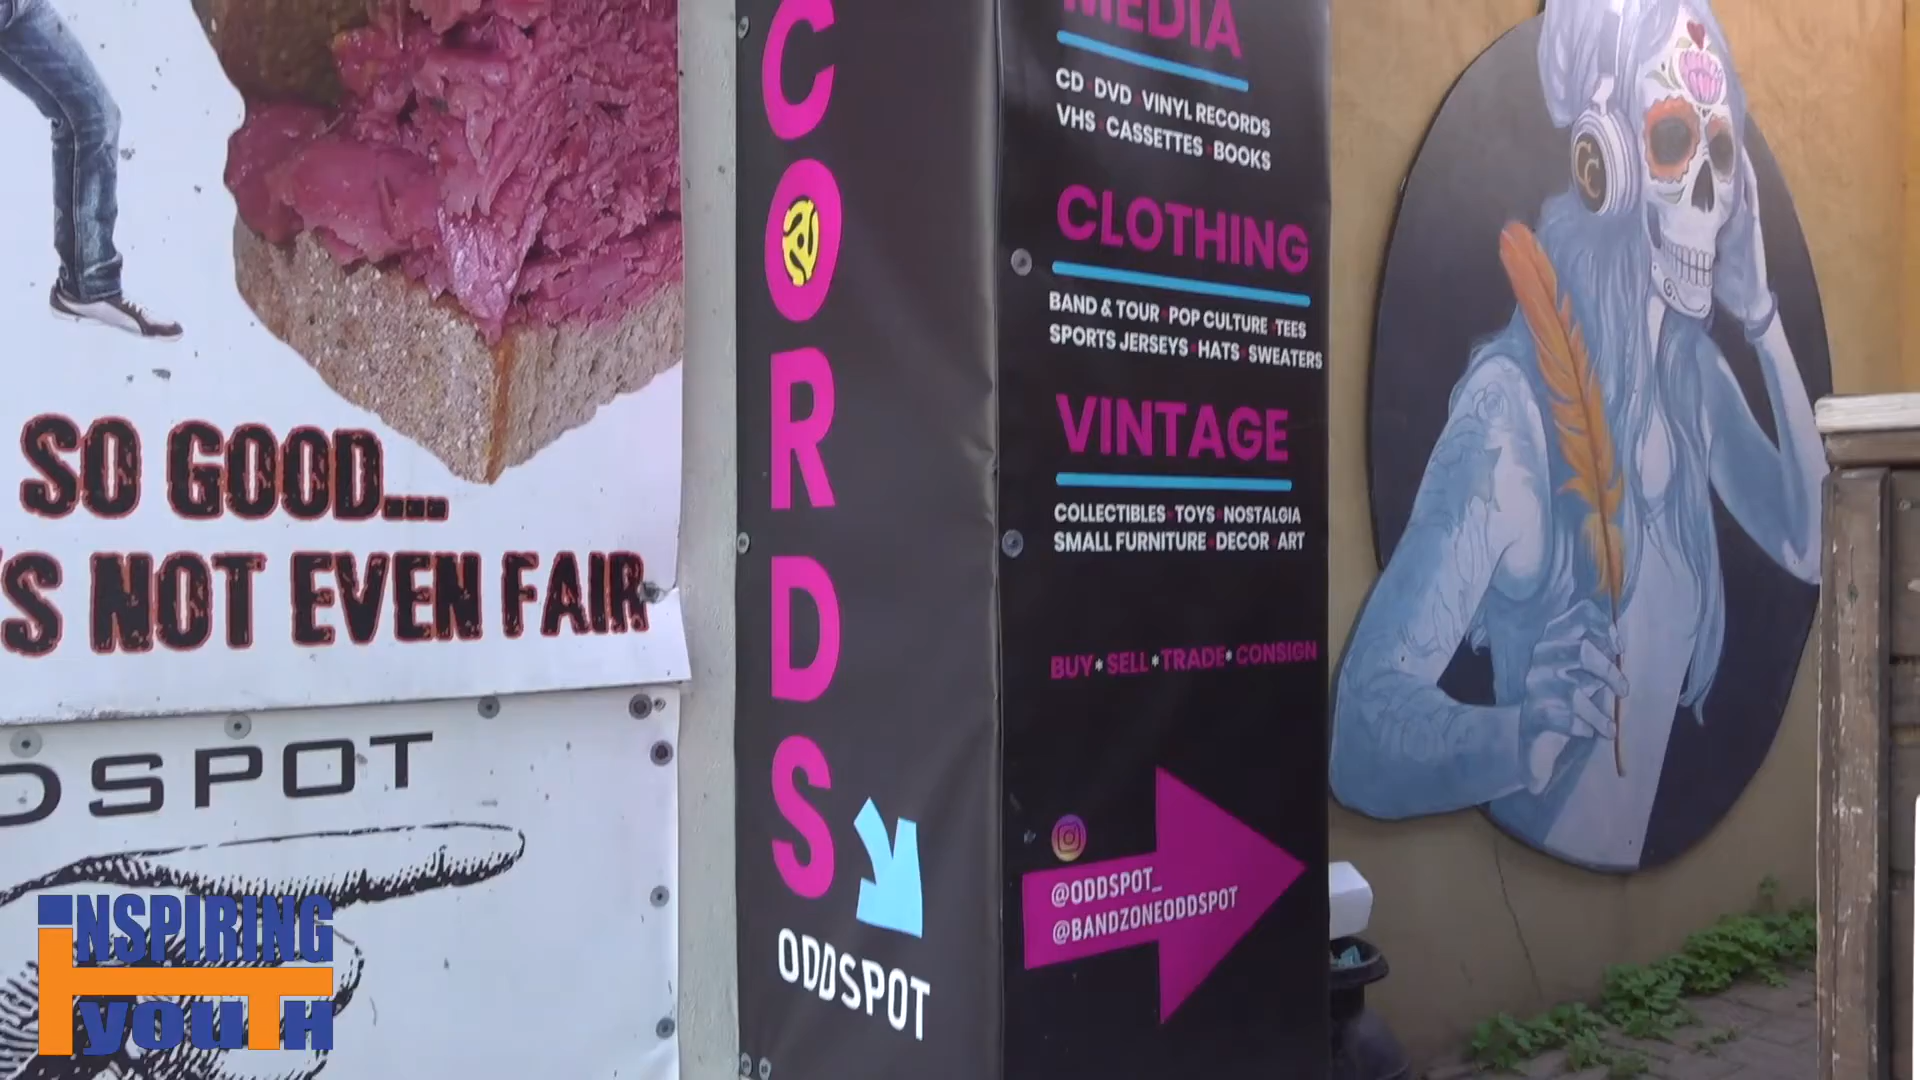 SO GOOD...
'S NOT EVEN FAIR
DSPOT
CORDS
ODDSPOT
MEDIA
CD DVD VINYL RECORDS
VHS CASSETTES BOOKS
CLOTHING
BAND & TOUR POP CULTURE TEES
SPORTS JERSEYS HATS SWEATERS
VINTAGE
COLLECTIBLES TOYS NOSTALGIA
SMALL FURNITURE DECOR ART
BUY*SELL*TRADE*CONSIGN
@ODDSPOT_
@BANDZONEODDSPOT
CC
INSPIRING
youTH